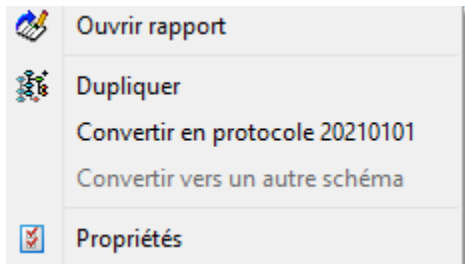 Ouvrir rapport
Dupliquer
Convertir en protocole 20210101
Convertir vers un autre schéma
Propriétés